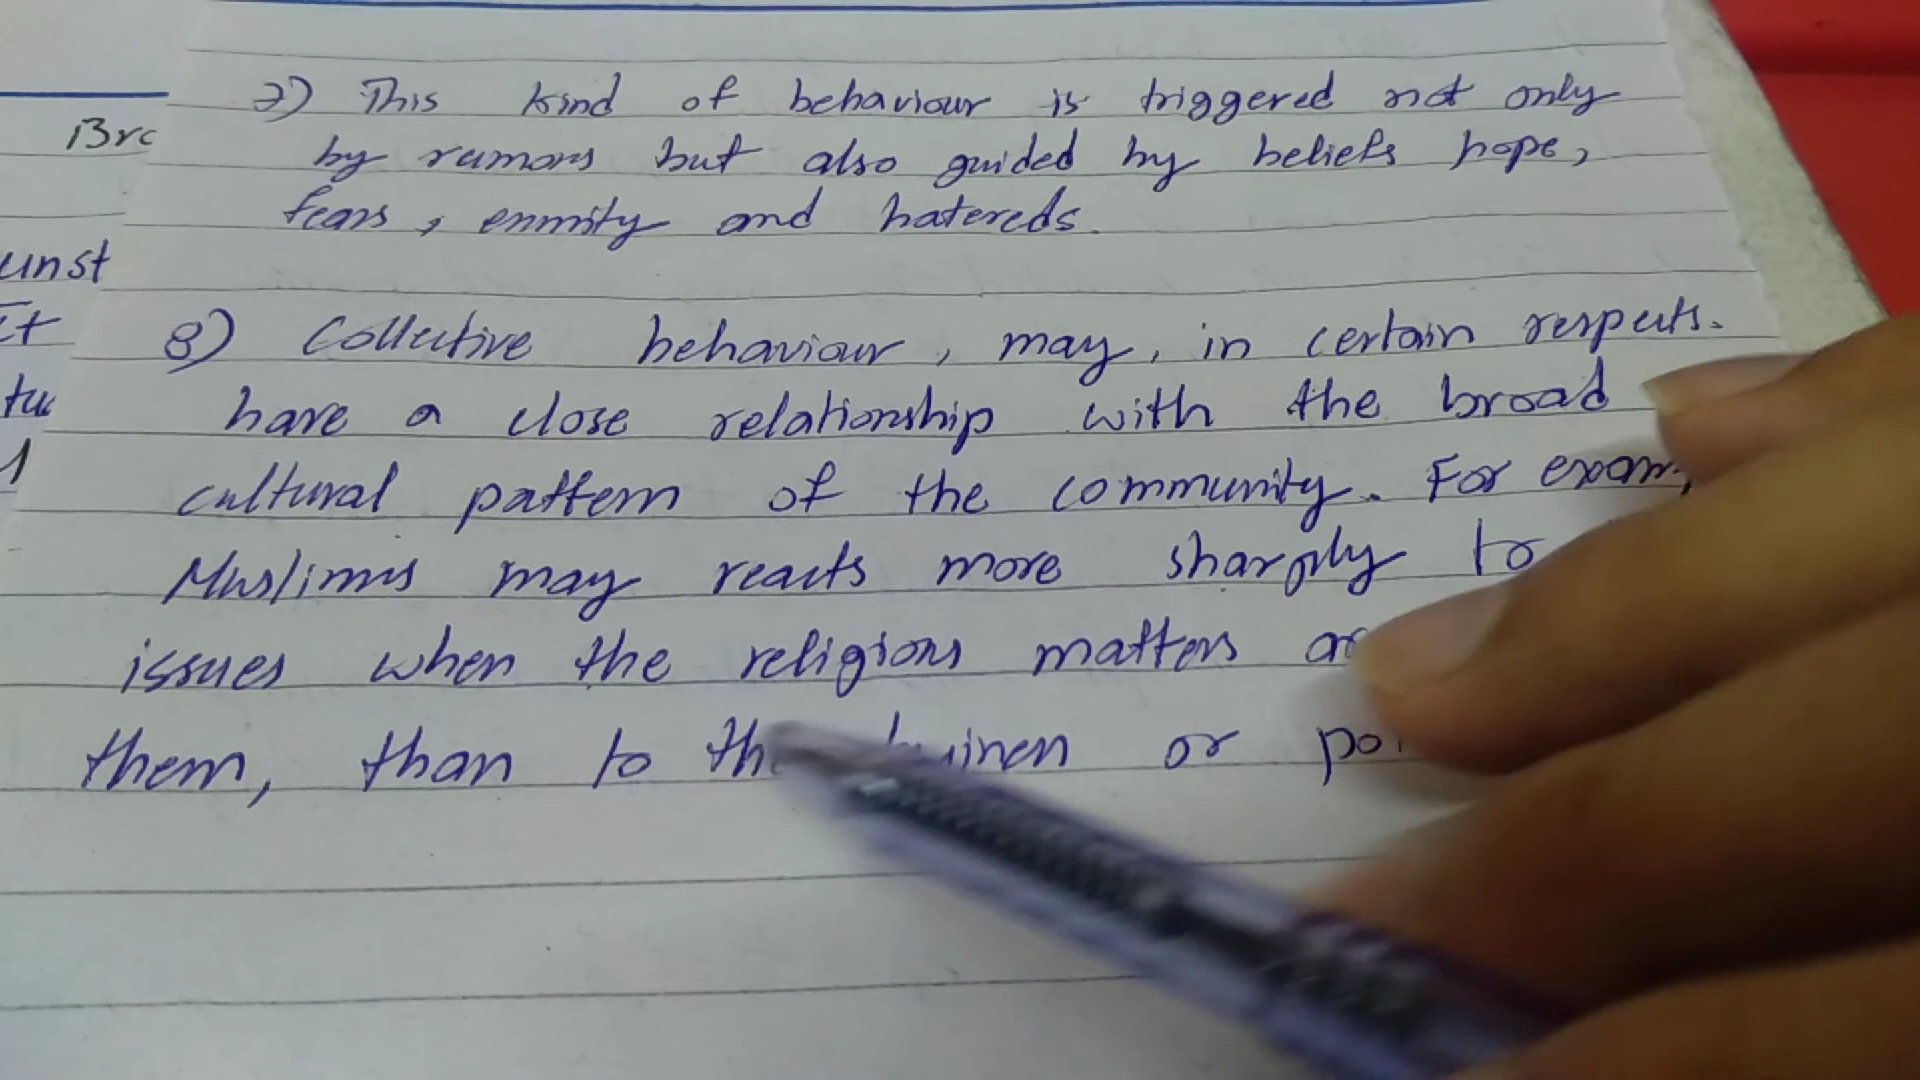 Brc
unst
It
tu
7) This kind of behaviour is triggered not only
by rumors but also guided by beliefs hope,
fears, enmity and hatereds.
8) Collective behaviour, may, in certain respects.
have a close relationship with the broad
cultural pattern of the community. For exam
Muslims may reacts more sharply to
issues when the religions matters
them, than to or